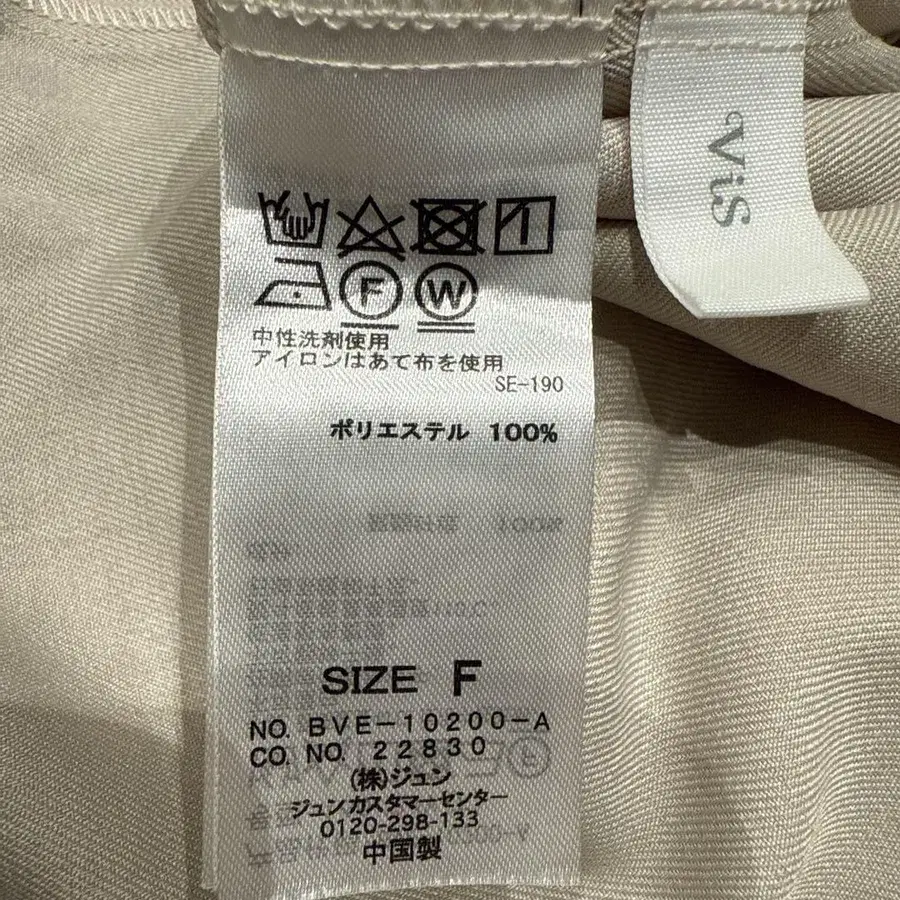 ViS
F W
中性洗剤使用
アイロンはあて布を使用
SE-190
ポリエステル 100%
SIZE F
NO. BVE-10200-A
CO. NO. 22830
(株)ジュン
ジュンカスタマーセンター
0120-298-133
中国製